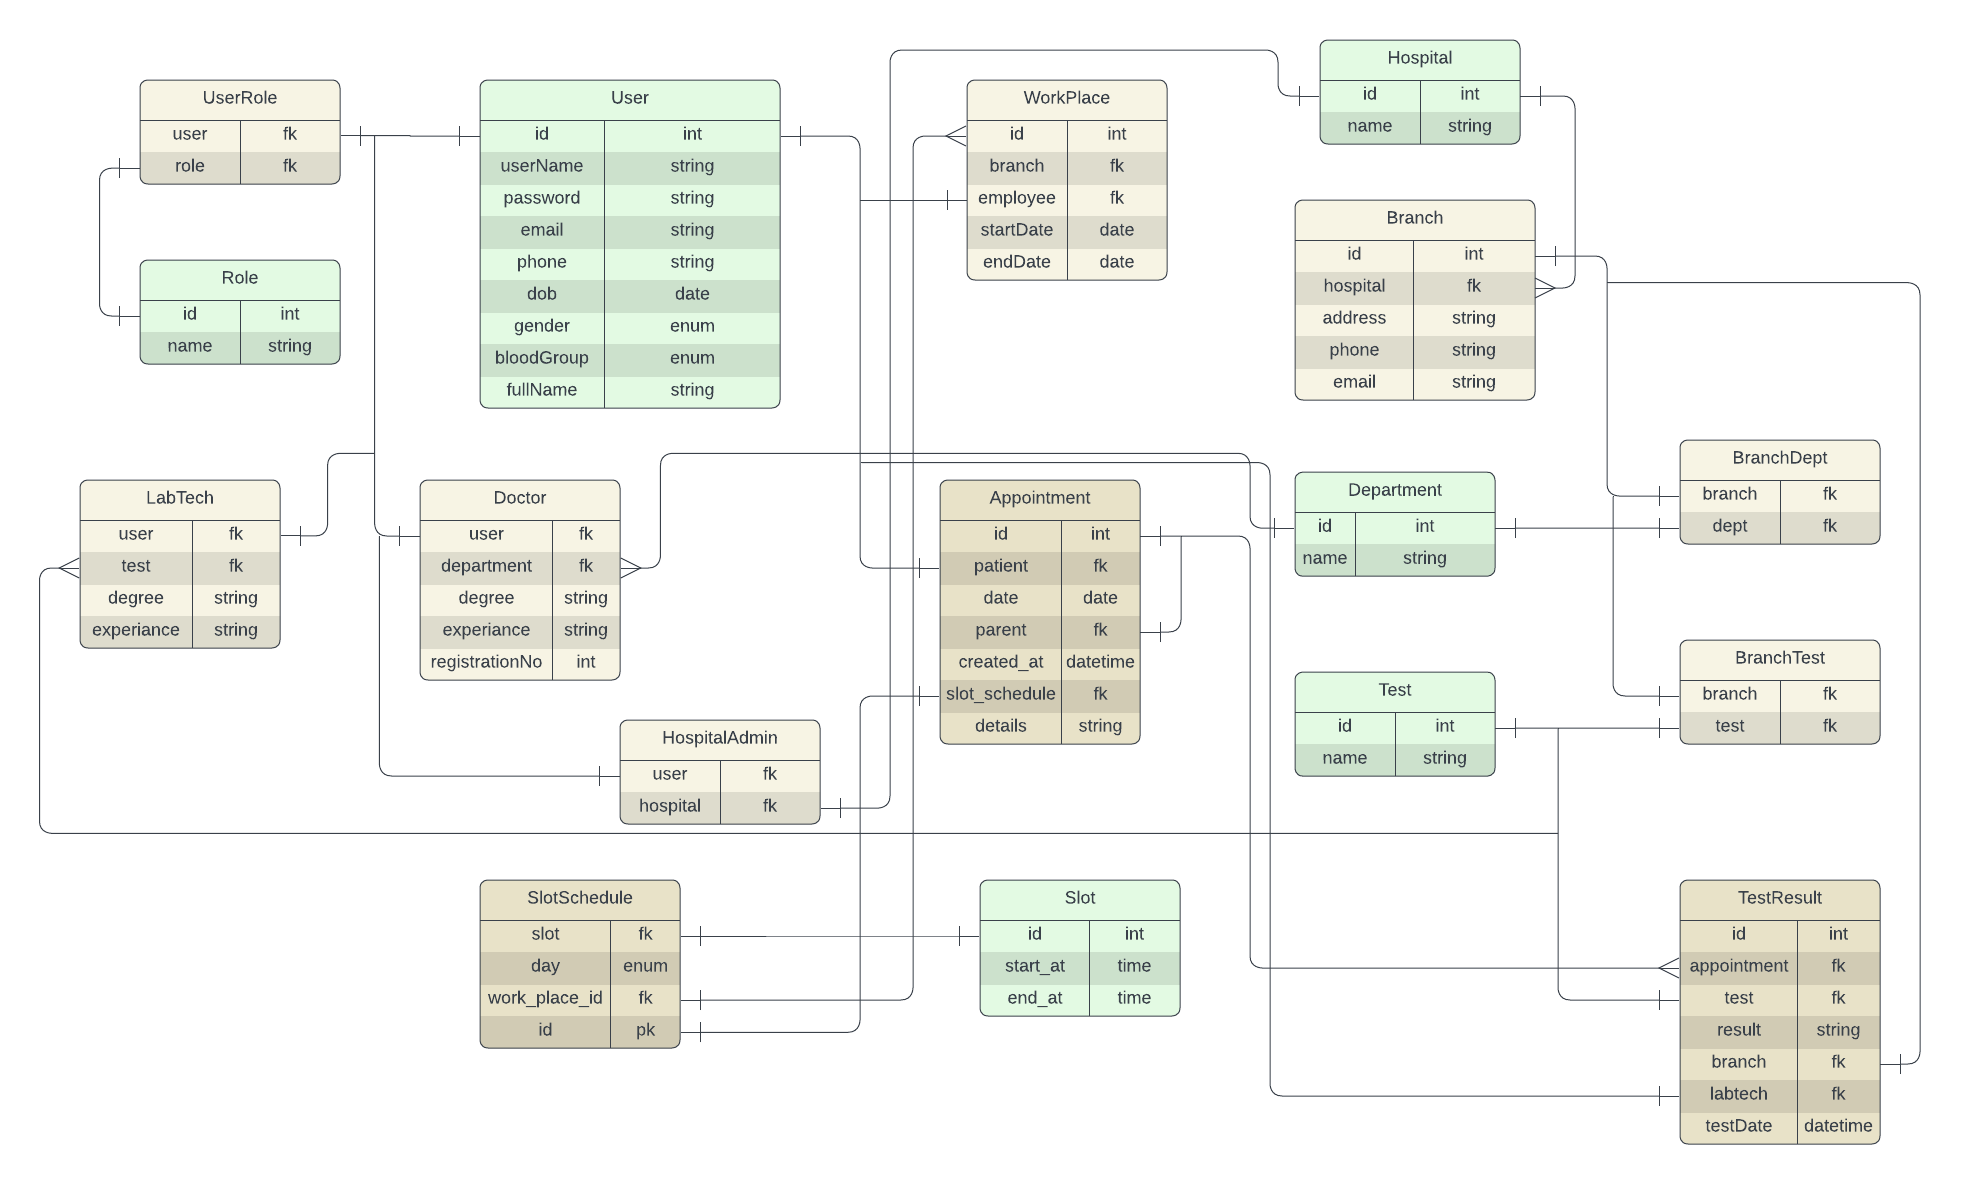 UserRole
user fk
role fk
Role
id int
name string
User
id int
userName string
password string
email string
phone string
dob date
gender enum
bloodGroup enum
fullName string
WorkPlace
id int
branch fk
employee fk
startDate date
endDate date
Hospital
id int
name string
Branch
id int
hospital fk
address string
phone string
email string
LabTech
user fk
test fk
degree string
experiance string
Doctor
user fk
department fk
degree string
experiance string
registrationNo int
Appointment
id int
patient fk
date date
parent fk
created_at datetime
slot_schedule fk
details string
Department
id int
name string
BranchDept
branch fk
dept fk
HospitalAdmin
user fk
hospital fk
Test
id int
name string
BranchTest
branch fk
test fk
SlotSchedule
slot fk
day enum
work_place_id fk
id pk
Slot
id int
start_at time
end_at time
TestResult
id int
appointment fk
test fk
result string
branch fk
labtech fk
testDate datetime